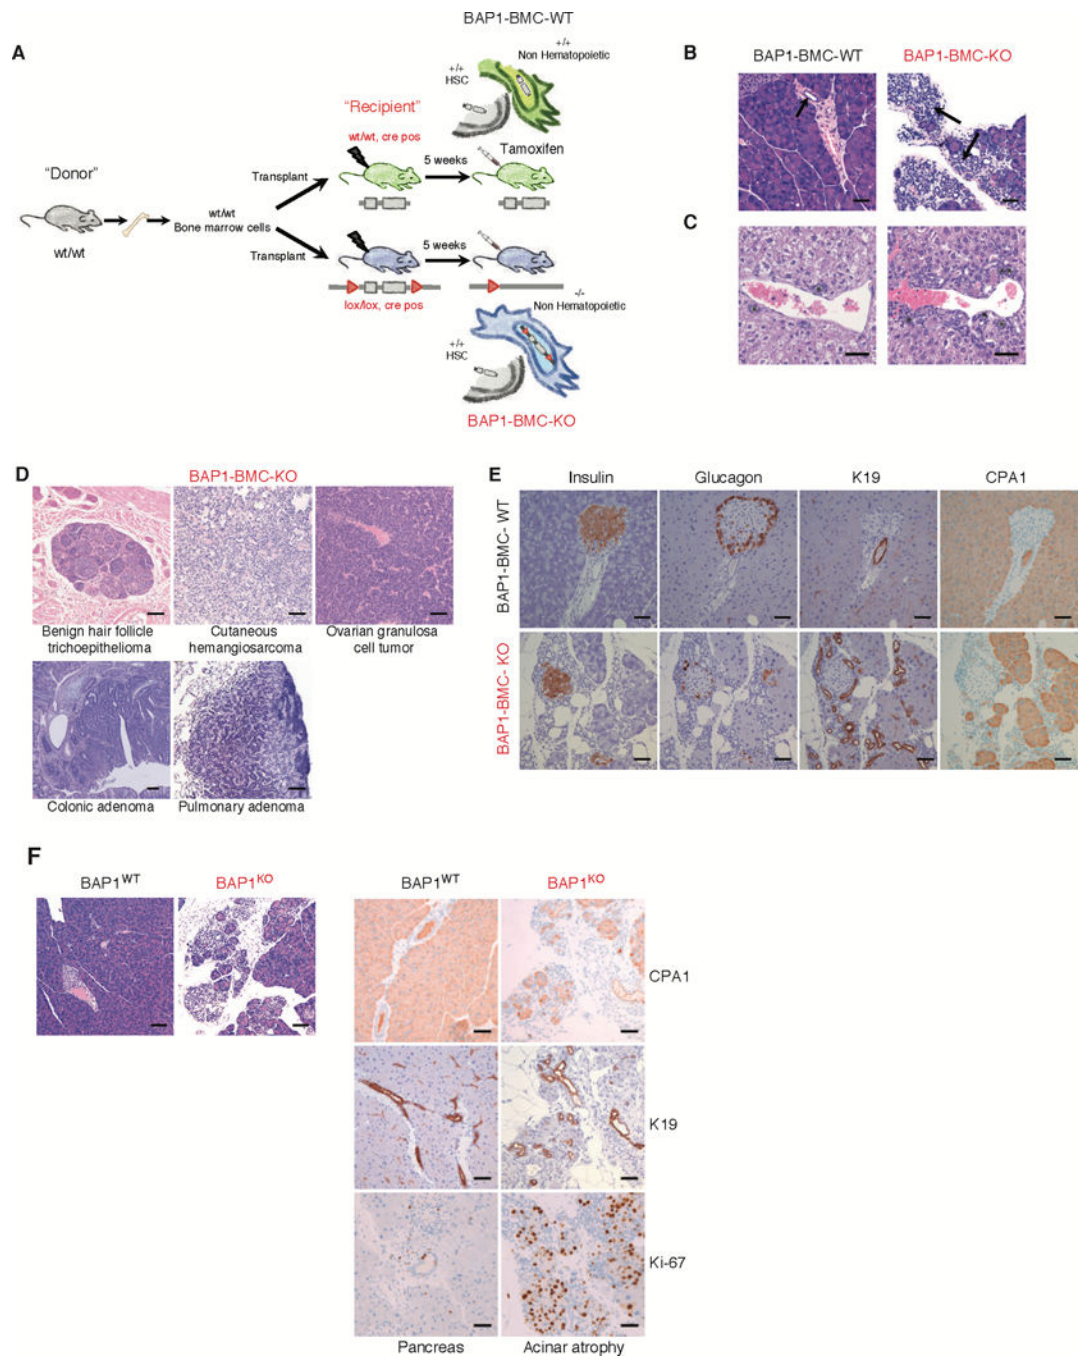 BAP1-BMC-WT
A
+/+
Non Hematopoietic
+/+
HSC
"Recipient"
wt/wt, cre pos
Tamoxifen
5 weeks
"Donor"
Transplant
wt/wt
wt/wt
Bone marrow cells
5 weeks
Transplant
lox/lox, cre pos
-/-
Non Hematopoietic
+/+
HSC
BAP1-BMC-KO
B
BAP1-BMC-WT
BAP1-BMC-KO
C
D
BAP1-BMC-KO
Benign hair follicle
trichoepithelioma
Cutaneous
hemangiosarcoma
Ovarian granulosa
cell tumor
Colonic adenoma
Pulmonary adenoma
E
Insulin
Glucagon
K19
CPA1
BAP1-BMC- WT
BAP1-BMC- KO
F
BAP1WT
BAP1KO
BAP1WT
BAP1KO
CPA1
K19
Ki-67
Pancreas
Acinar atrophy